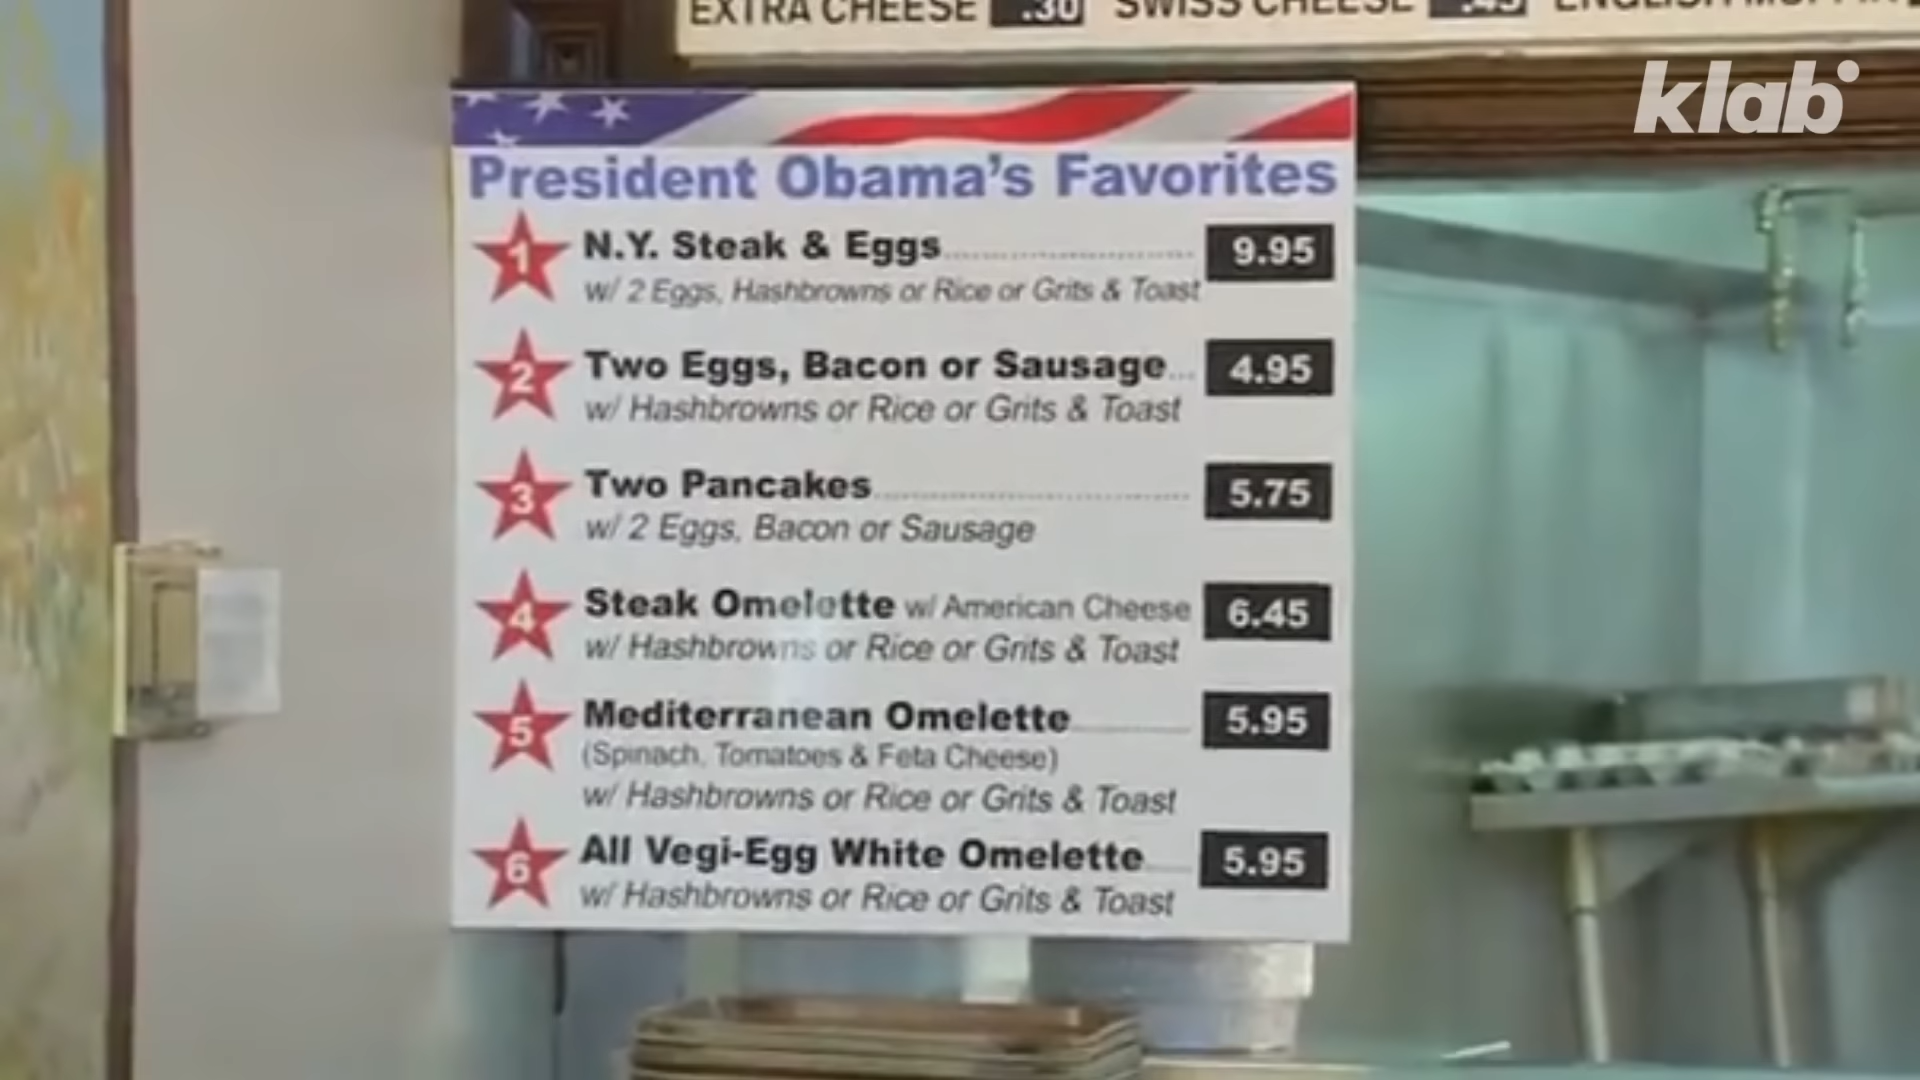 EXTRA CHEESE .30 SWISS CHEESE .45 ENGLISH MUFFIN
klab
President Obama's Favorites
1 N.Y. Steak & Eggs 9.95
w/ 2 Eggs, Hashbrowns or Rice or Grits & Toast
2 Two Eggs, Bacon or Sausage... 4.95
w/ Hashbrowns or Rice or Grits & Toast
3 Two Pancakes 5.75
w/ 2 Eggs, Bacon or Sausage
4 Steak Omelette w/ American Cheese 6.45
w/ Hashbrowns or Rice or Grits & Toast
5 Mediterranean Omelette 5.95
(Spinach, Tomatoes & Feta Cheese)
w/ Hashbrowns or Rice or Grits & Toast
6 All Vegi-Egg White Omelette 5.95
w/ Hashbrowns or Rice or Grits & Toast